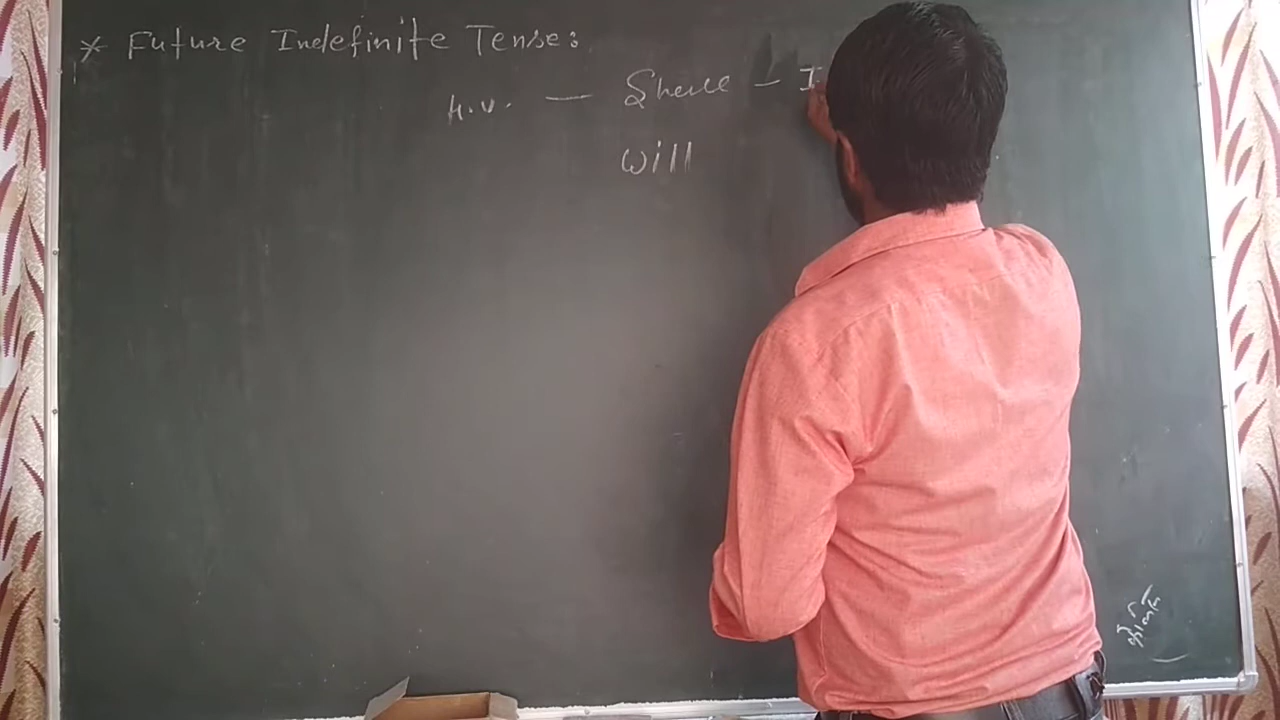 * Future Indefinite Tense:
H.V. — Shall — I
will